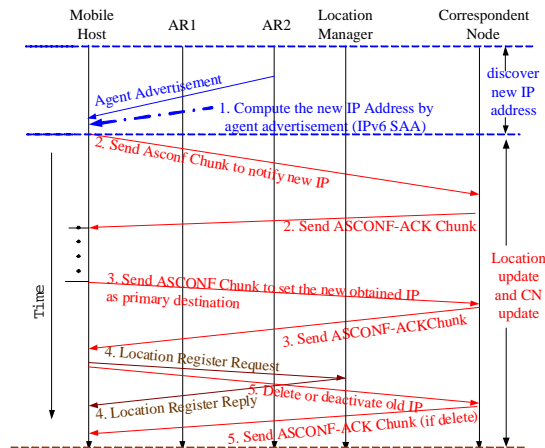 Mobile
Host
AR1
AR2
Location
Manager
Correspondent
Node
Agent Advertisement
discover
new IP
address
1. Compute the new IP Address by
agent advertisement (IPv6 SAA)
2. Send Asconf Chunk to notify new IP
2. Send ASONF-ACK Chunk
Time
3. Send ASCONF Chunk to set the new obtained IP
as primary destination
Location
update
and CN
update
3. Send ASCONF-ACKChunk
4. Location Register Request
5. Delete or deactivate old IP
4. Location Register Reply
5. Send ASCONF-ACK Chunk (if delete)